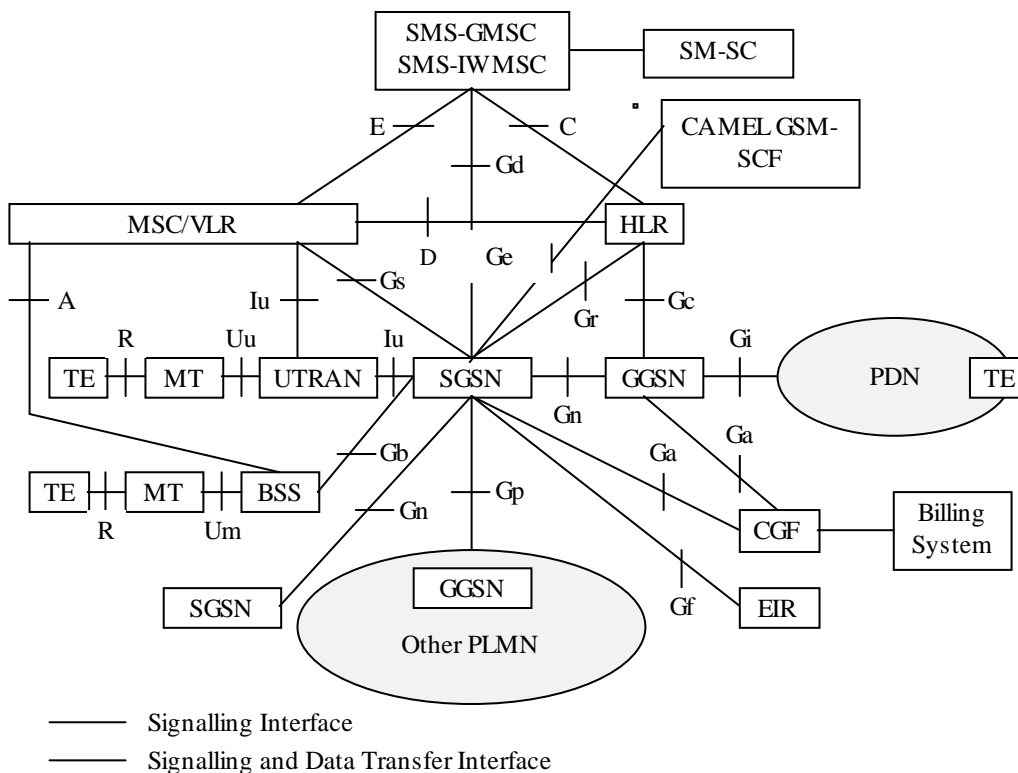 SMS-GMSC
SMS-IWMSC
SM-SC
E
C
CAMEL GSM-
SCF
Gd
MSC/VLR
HLR
D
Ge
Gs
A
Iu
Gr
Gc
R
Uu
Iu
Gi
TE
MT
UTRAN
SGSN
GGSN
PDN
TE
Gn
Ga
Gb
Ga
TE
MT
BSS
Gp
R
Um
Gn
CGF
Billing
System
GGSN
SGSN
Gf
EIR
Other PLMN
Signalling Interface
Signalling and Data Transfer Interface